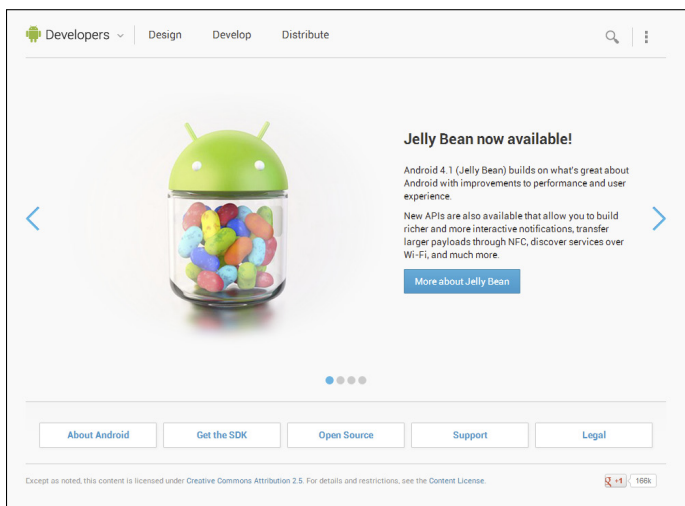 Developers Design Develop Distribute
Jelly Bean now available!
Android 4.1 (Jelly Bean) builds on what's great about
Android with improvements to performance and user
experience.
New APIs are also available that allow you to build
richer and more interactive notifications, transfer
larger payloads through NFC, discover services over
Wi-Fi, and much more.
More about Jelly Bean
About Android Get the SDK Open Source Support Legal
Except as noted, this content is licensed under Creative Commons Attribution 2.5. For details and restrictions, see the Content License.
g +1 166k